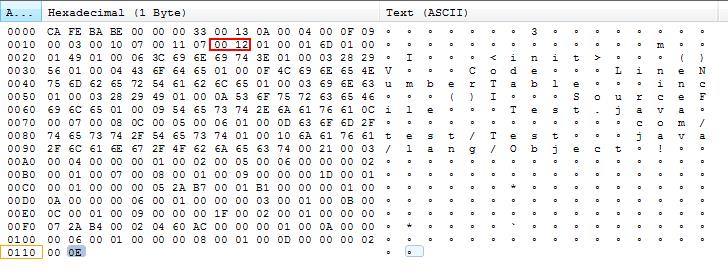 A... Hexadecimal (1 Byte) Text (ASCII)
0000 CA FE BA BE 00 00 00 33 00 13 0A 00 04 00 0F 09 ° ° ° ° ° ° ° 3 ° ° ° ° ° ° ° °
0010 00 03 00 10 07 00 11 07 00 12 01 00 01 6D 01 00 ° ° ° ° ° ° ° ° ° ° ° ° ° m ° °
0020 01 49 01 00 06 3C 69 6E 69 74 3E 01 00 03 28 29 ° I ° ° ° < i n i t > ° ° ° ( )
0030 56 01 00 04 43 6F 64 65 01 00 0F 4C 69 6E 65 4E V ° ° ° C o d e ° ° ° L i n e N
0040 75 6D 62 65 72 54 61 62 6C 65 01 00 03 69 6E 63 u m b e r T a b l e ° ° ° i n c
0050 01 00 03 28 29 49 01 00 0A 53 6F 75 72 63 65 46 ° ° ° ( ) I ° ° ° S o u r c e F
0060 69 6C 65 01 00 09 54 65 73 74 2E 6A 61 76 61 0C i l e ° ° ° T e s t . j a v a °
0070 00 07 00 08 0C 00 05 00 06 01 00 0D 63 6F 6D 2F ° ° ° ° ° ° ° ° ° ° ° ° c o m /
0080 74 65 73 74 2F 54 65 73 74 01 00 10 6A 61 76 61 t e s t / T e s t ° ° ° j a v a
0090 2F 6C 61 6E 67 2F 4F 62 6A 65 63 74 00 21 00 03 / l a n g / O b j e c t ° ! ° °
00A0 00 04 00 00 00 01 00 02 00 05 00 06 00 00 00 02 ° ° ° ° ° ° ° ° ° ° ° ° ° ° ° °
00B0 00 01 00 07 00 08 00 01 00 09 00 00 00 1D 00 01 ° ° ° ° ° ° ° ° ° ° ° ° ° ° ° °
00C0 00 01 00 00 00 05 2A B7 00 01 B1 00 00 00 01 00 ° ° ° ° ° ° * ° ° ° ° ° ° ° ° °
00D0 0A 00 00 00 06 00 01 00 00 00 03 00 01 00 0B 00 ° ° ° ° ° ° ° ° ° ° ° ° ° ° ° °
00E0 0C 00 01 00 09 00 00 00 1F 00 02 00 01 00 00 00 ° ° ° ° ° ° ° ° ° ° ° ° ° ° ° °
00F0 07 2A B4 00 02 04 60 AC 00 00 00 01 00 0A 00 00 ° * ° ° ° ° ` ° ° ° ° ° ° ° ° °
0100 00 06 00 01 00 00 00 08 00 01 00 0D 00 00 00 02 ° ° ° ° ° ° ° ° ° ° ° ° ° ° ° °
0110 00 0E ° °